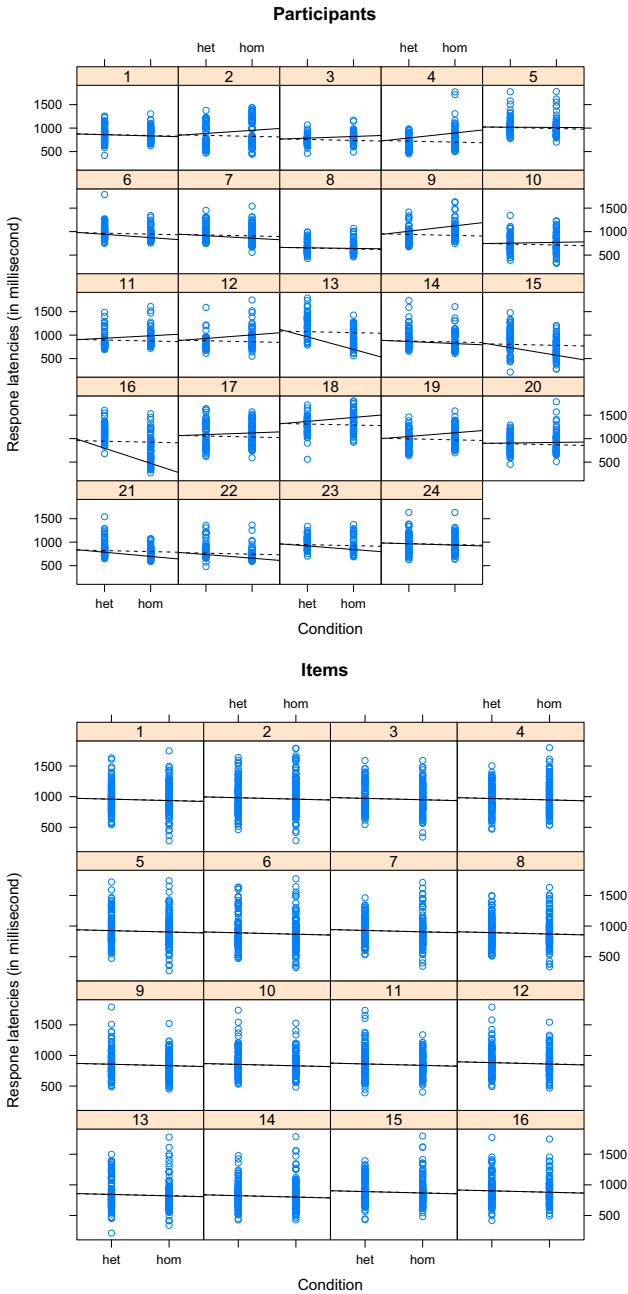 Participants
het hom het hom
1 2 3 4 5
1500
1000
500
6 7 8 9 10
1500
1000
500
11 12 13 14 15
1500
1000
500
16 17 18 19 20
1500
1000
500
21 22 23 24
1500
1000
500
het hom het hom
Condition
Respone latencies (in millisecond)
Items
het hom het hom
1 2 3 4
1500
1000
500
5 6 7 8
1500
1000
500
9 10 11 12
1500
1000
500
13 14 15 16
1500
1000
500
het hom het hom
Condition
Respone latencies (in millisecond)